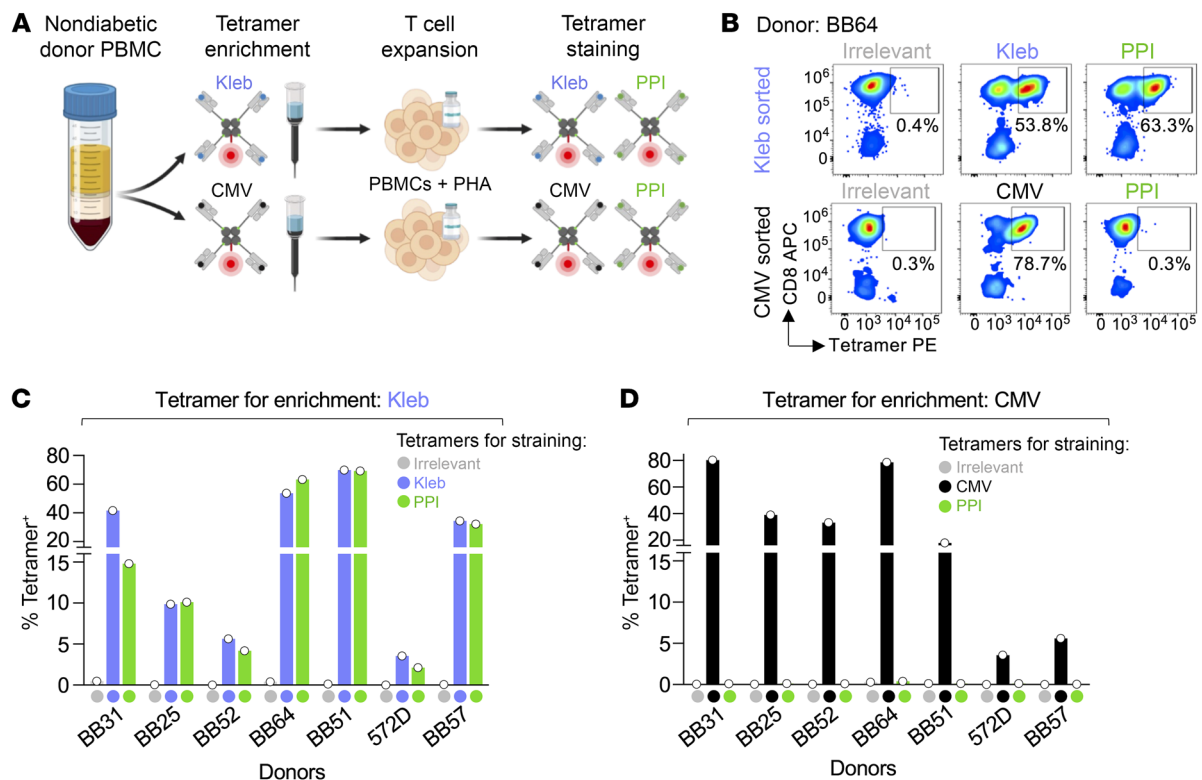 A
Nondiabetic
donor PBMC
Tetramer
enrichment
T cell
expansion
Tetramer
staining
Kleb
Kleb
PPI
PBMCs + PHA
CMV
CMV
PPI
B
Donor: BB64
Irrelevant
Kleb
PPI
Kleb sorted
10⁶
10⁵
10⁴
0
0.4%
53.8%
63.3%
Irrelevant
CMV
PPI
CMV sorted
CD8 APC
10⁶
10⁵
10⁴
0
0.3%
78.7%
0.3%
0 10³ 10⁵
0 10³ 10⁵
0 10³ 10⁵
Tetramer PE
C
Tetramer for enrichment: Kleb
Tetramers for straining:
Irrelevant
Kleb
PPI
% Tetramer⁺
80
60
40
20
15
10
5
0
BB31
BB25
BB52
BB64
BB51
572D
BB57
Donors
D
Tetramer for enrichment: CMV
Tetramers for straining:
Irrelevant
CMV
PPI
% Tetramer⁺
80
60
40
20
15
10
5
0
BB31
BB25
BB52
BB64
BB51
572D
BB57
Donors